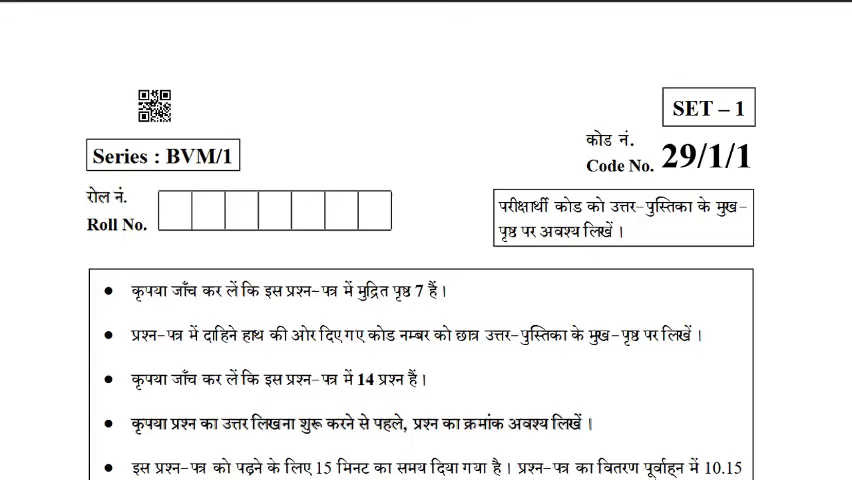 SET – 1
Series : BVM/1
कोड नं.
Code No. 29/1/1
रोल नं.
Roll No.
परीक्षार्थी कोड को उत्तर-पुस्तिका के मुख-
पृष्ठ पर अवश्य लिखें ।
• कृपया जाँच कर लें कि इस प्रश्न-पत्र में मुद्रित पृष्ठ 7 हैं ।
• प्रश्न-पत्र में दाहिने हाथ की ओर दिए गए कोड नम्बर को छात्र उत्तर-पुस्तिका के मुख-पृष्ठ पर लिखें ।
• कृपया जाँच कर लें कि इस प्रश्न-पत्र में 14 प्रश्न हैं ।
• कृपया प्रश्न का उत्तर लिखना शुरू करने से पहले, प्रश्न का क्रमांक अवश्य लिखें ।
• इस प्रश्न-पत्र को पढ़ने के लिए 15 मिनट का समय दिया गया है । प्रश्न-पत्र का वितरण पूर्वाह्न में 10.15